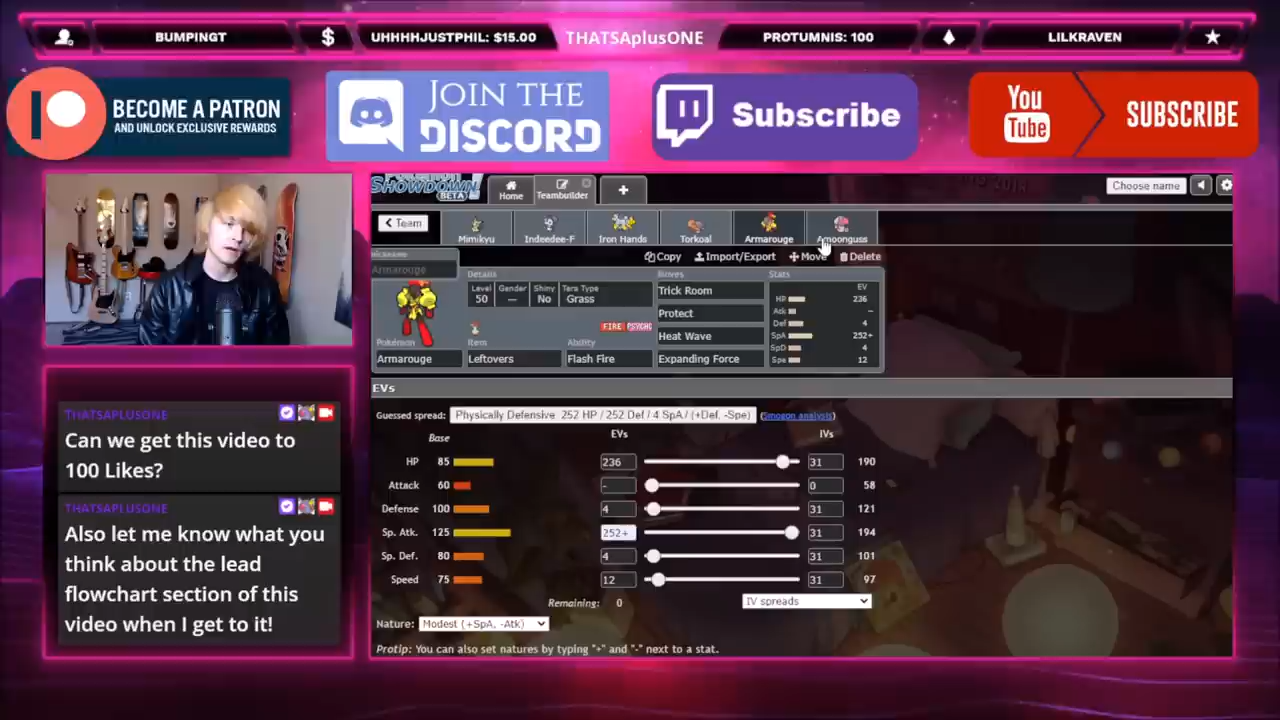 BUMPINGT
$
UHHHHJUSTPHIL: $15.00
THATSAplusONE
PROTUMNIS: 100
LILKRAVEN
BECOME A PATRON
AND UNLOCK EXCLUSIVE REWARDS
JOIN THE
DISCORD
Subscribe
You
Tube
SUBSCRIBE
SHOWDOWN!
BETA
Home
Teambuilder
+
Choose name
< Team
Mimikyu
Indeedee-F
Iron Hands
Torkoal
Armarouge
Amoonguss
Copy
Import/Export
Move
Delete
Armarouge
Details
Moves
Stats
Level
Gender
Shiny
Tera Type
50
—
No
Grass
Trick Room
Protect
Heat Wave
Expanding Force
EV
HP 236
Atk –
Def 4
SpA 252+
SpD 4
Spe 12
FIRE PSYCHC
Pokémon
Item
Ability
Armarouge
Leftovers
Flash Fire
EVs
Guessed spread: Physically Defensive: 252 HP / 252 Def / 4 SpA / (+Def, -Spe) (Smogon analysis)
Base
EVs
IVs
HP 85 236 31 190
Attack 60 - 0 58
Defense 100 4 31 121
Sp. Atk. 125 252+ 31 194
Sp. Def. 80 4 31 101
Speed 75 12 31 97
Remaining: 0
IV spreads
Nature: Modest (+SpA, -Atk)
Protip: You can also set natures by typing "+" and "-" next to a stat.
THATSAPLUSONE
Can we get this video to
100 Likes?
THATSAPLUSONE
Also let me know what you
think about the lead
flowchart section of this
video when I get to it!